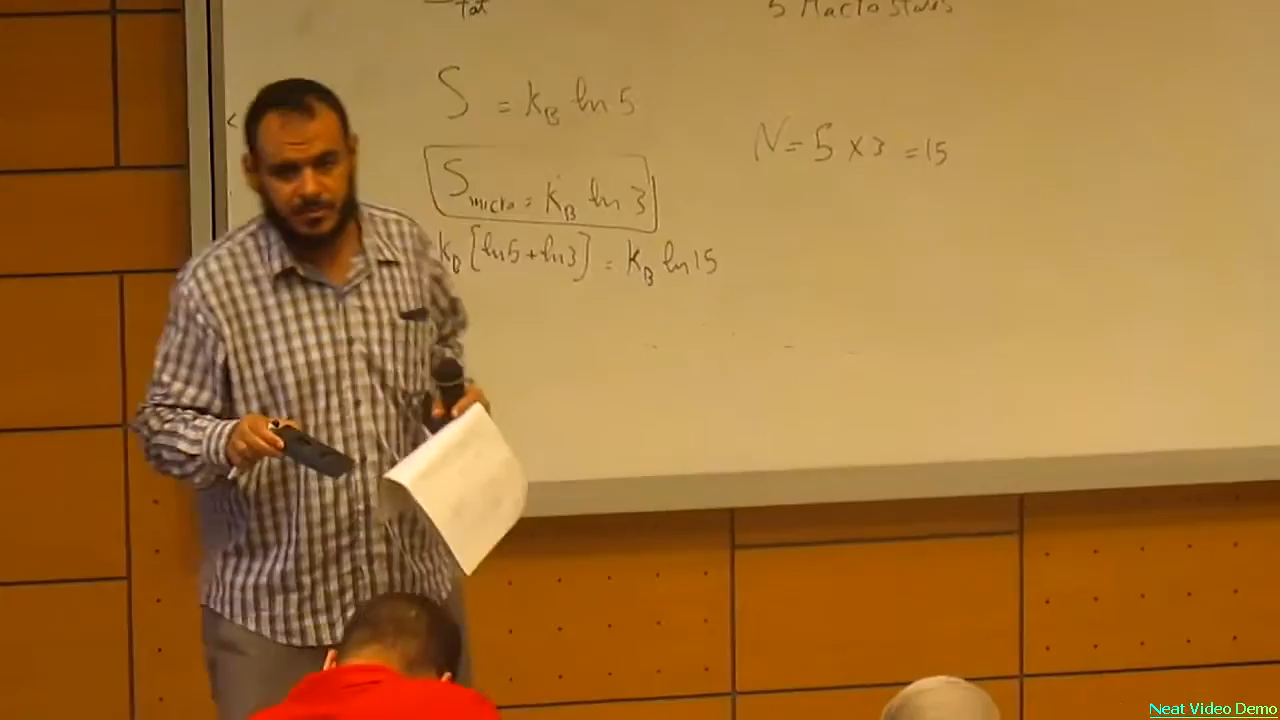 Tot
5 Macro States
S = K_B ln 5
N = 5 × 3 = 15
S_micro = K_B ln 3
K_B [ln5 + ln3] = K_B ln 15
Neat Video Demo